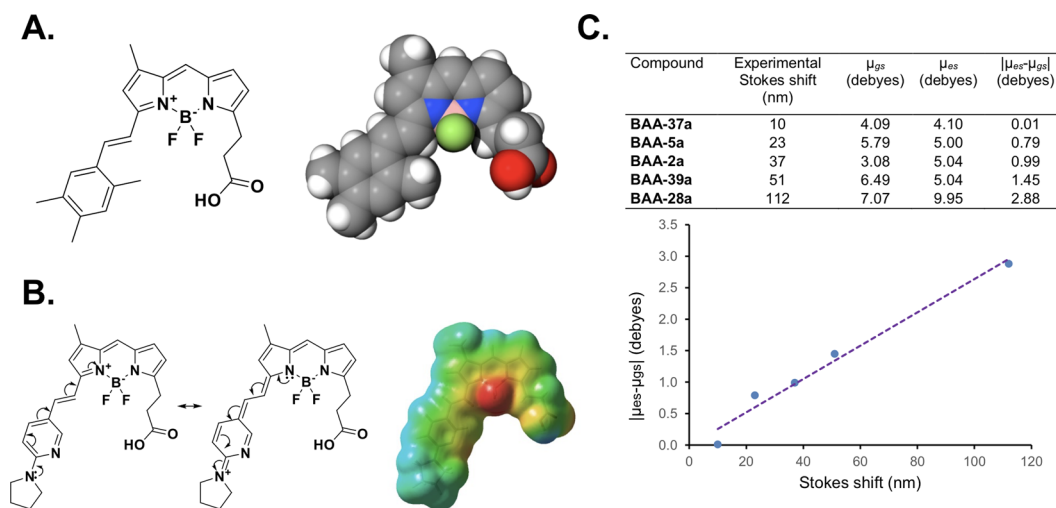 A.
N+ B- N
F F
O
HO
B.
N+ B- N
F F
O
HO
N
N
N B- N
F F
O
HO
N
N+
C.
Compound Experimental Stokes shift (nm) μgs (debyes) μes (debyes) |μes-μgs| (debyes)
BAA-37a 10 4.09 4.10 0.01
BAA-5a 23 5.79 5.00 0.79
BAA-2a 37 3.08 5.04 0.99
BAA-39a 51 6.49 5.04 1.45
BAA-28a 112 7.07 9.95 2.88
|μes-μgs| (debyes)
3.5
3.0
2.5
2.0
1.5
1.0
0.5
0.0
0 20 40 60 80 100 120
Stokes shift (nm)